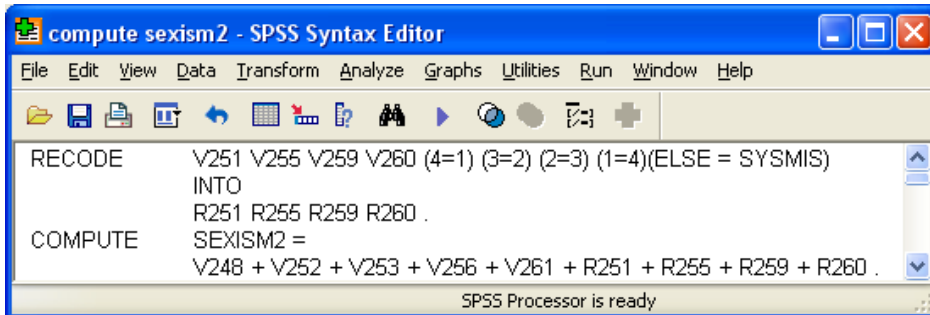 compute sexism2 - SPSS Syntax Editor
File Edit View Data Transform Analyze Graphs Utilities Run Window Help
RECODE V251 V255 V259 V260 (4=1) (3=2) (2=3) (1=4)(ELSE = SYSMIS)
INTO
R251 R255 R259 R260 .
COMPUTE SEXISM2 =
V248 + V252 + V253 + V256 + V261 + R251 + R255 + R259 + R260 .
SPSS Processor is ready